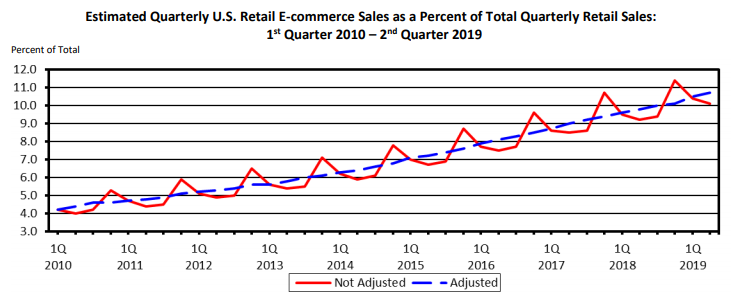 Estimated Quarterly U.S. Retail E-commerce Sales as a Percent of Total Quarterly Retail Sales:
1st Quarter 2010 – 2nd Quarter 2019
Percent of Total
12.0
11.0
10.0
9.0
8.0
7.0
6.0
5.0
4.0
3.0
1Q 1Q 1Q 1Q 1Q 1Q 1Q 1Q 1Q 1Q
2010 2011 2012 2013 2014 2015 2016 2017 2018 2019
Not Adjusted Adjusted